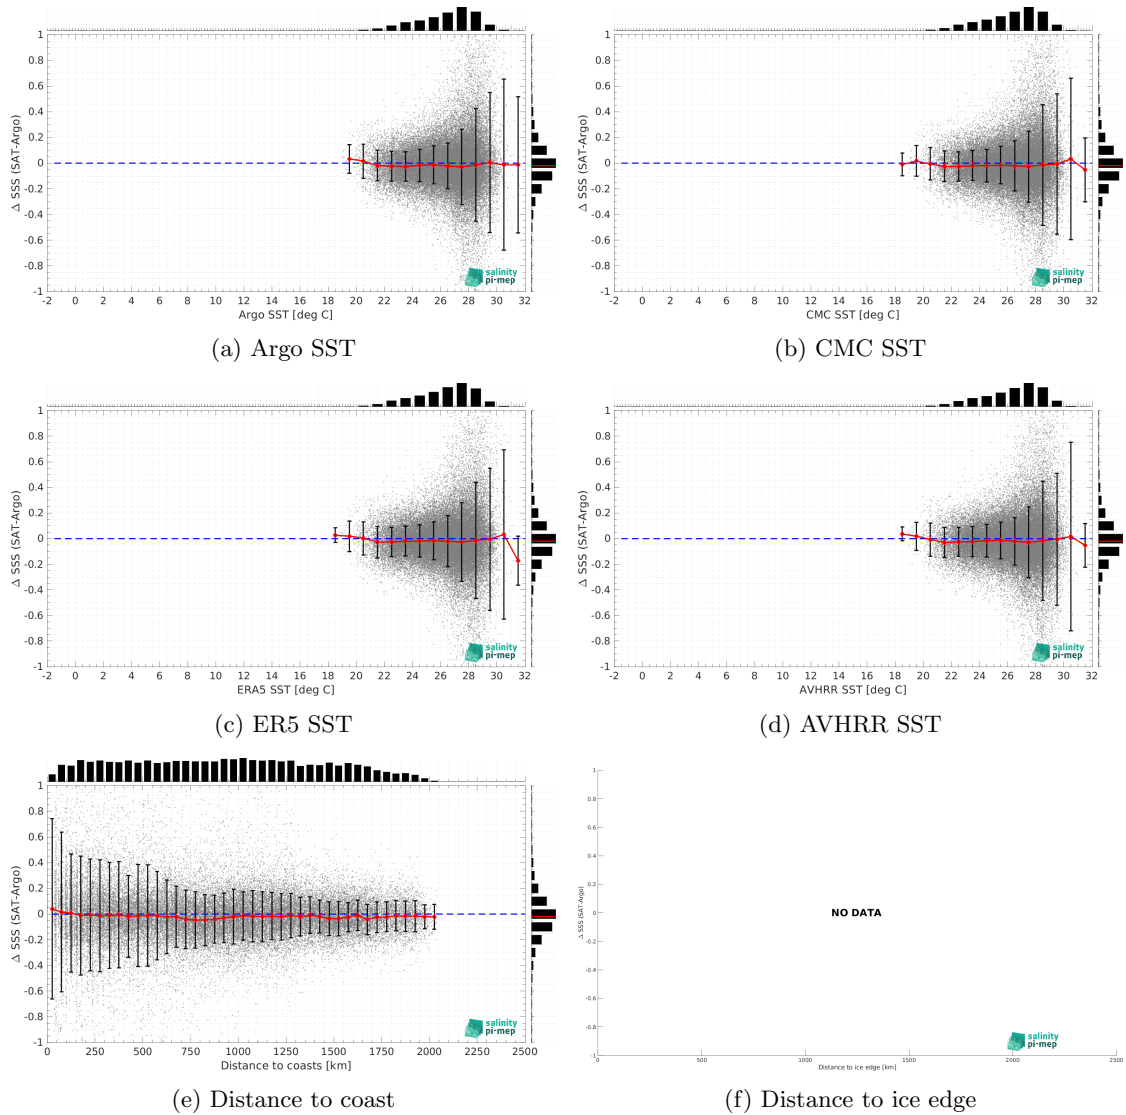 1
0.8
0.6
0.4
0.2
0
-0.2
-0.4
-0.6
-0.8
-1
Δ SSS (SAT-Argo)
-2 0 2 4 6 8 10 12 14 16 18 20 22 24 26 28 30 32
Argo SST [deg C]
salinity
pi-mep
(a) Argo SST
1
0.8
0.6
0.4
0.2
0
-0.2
-0.4
-0.6
-0.8
-1
Δ SSS (SAT-Argo)
-2 0 2 4 6 8 10 12 14 16 18 20 22 24 26 28 30 32
CMC SST [deg C]
salinity
pi-mep
(b) CMC SST
1
0.8
0.6
0.4
0.2
0
-0.2
-0.4
-0.6
-0.8
-1
Δ SSS (SAT-Argo)
-2 0 2 4 6 8 10 12 14 16 18 20 22 24 26 28 30 32
ERA5 SST [deg C]
salinity
pi-mep
(c) ER5 SST
1
0.8
0.6
0.4
0.2
0
-0.2
-0.4
-0.6
-0.8
-1
Δ SSS (SAT-Argo)
-2 0 2 4 6 8 10 12 14 16 18 20 22 24 26 28 30 32
AVHRR SST [deg C]
salinity
pi-mep
(d) AVHRR SST
1
0.8
0.6
0.4
0.2
0
-0.2
-0.4
-0.6
-0.8
-1
Δ SSS (SAT-Argo)
0 250 500 750 1000 1250 1500 1750 2000 2250 2500
Distance to coasts [km]
salinity
pi-mep
(e) Distance to coast
1
0.8
0.6
0.4
0.2
0
-0.2
-0.4
-0.6
-0.8
-1
Δ SSS (SAT-Argo)
NO DATA
0 500 1000 1500 2000 2500
Distance to ice edge [km]
salinity
pi-mep
(f) Distance to ice edge